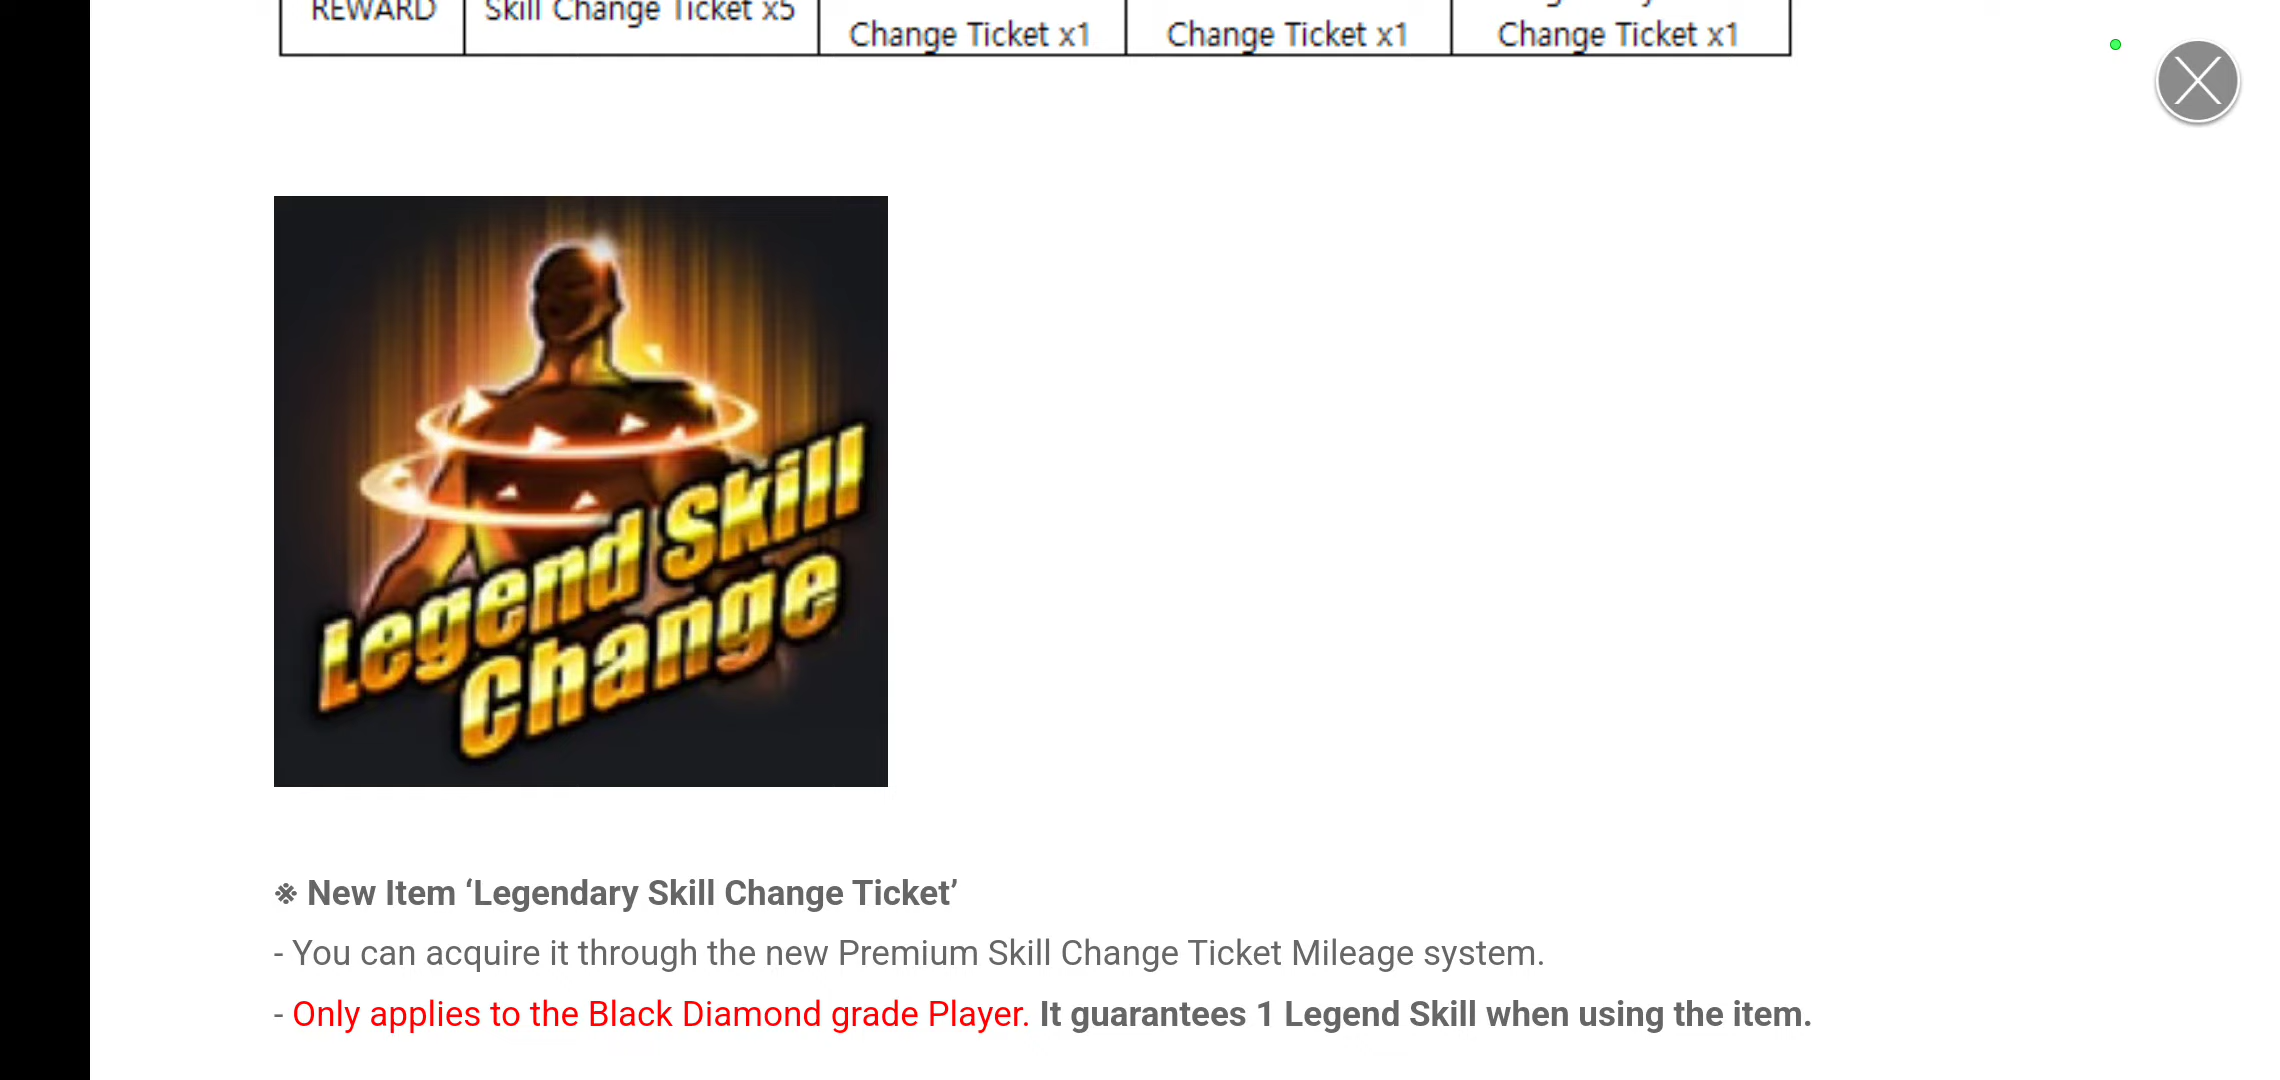 REWARD Skill Change Ticket x5
Change Ticket x1 Change Ticket x1 Change Ticket x1
Legend Skill
Change
※ New Item ‘Legendary Skill Change Ticket’
- You can acquire it through the new Premium Skill Change Ticket Mileage system.
- Only applies to the Black Diamond grade Player. It guarantees 1 Legend Skill when using the item.